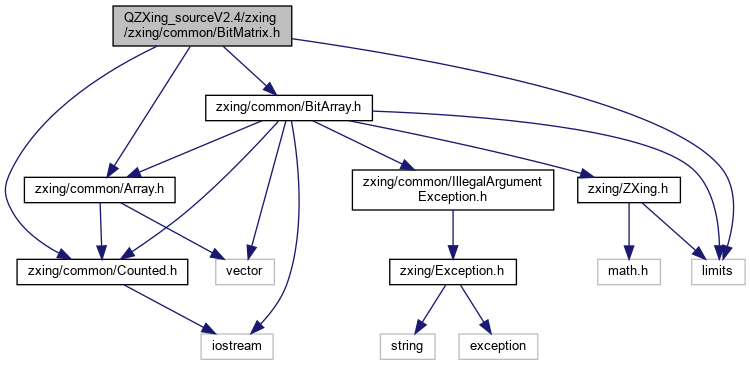 QZXing_sourceV2.4/zxing
/zxing/common/BitMatrix.h
zxing/common/BitArray.h
zxing/common/Array.h
zxing/common/IllegalArgument
Exception.h
zxing/ZXing.h
zxing/common/Counted.h
vector
zxing/Exception.h
math.h
limits
iostream
string
exception